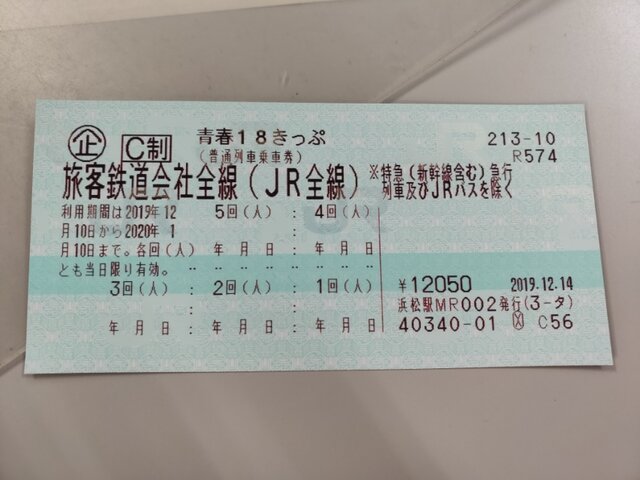 企 C制 青春18きっぷ 213-10
(普通列車乗車券) R574
旅客鉄道会社全線(JR全線) ※特急(新幹線含む)急行
列車及びJRバスを除く
利用期間は2019年12 5回(人) : 4回(人)
月10日から2020年 1 :
月10日まで。各回(人) 年 月 日: 年 月 日
とも当日限り有効。 ‥ ‥ ‥ ‥ ‥ ‥ ‥
3回(人) : 2回(人) : 1回(人) ¥12050 2019.12.14
: : 浜松駅MR002発行(3-タ)
年 月 日: 年 月 日: 年 月 日 40340-01 C56